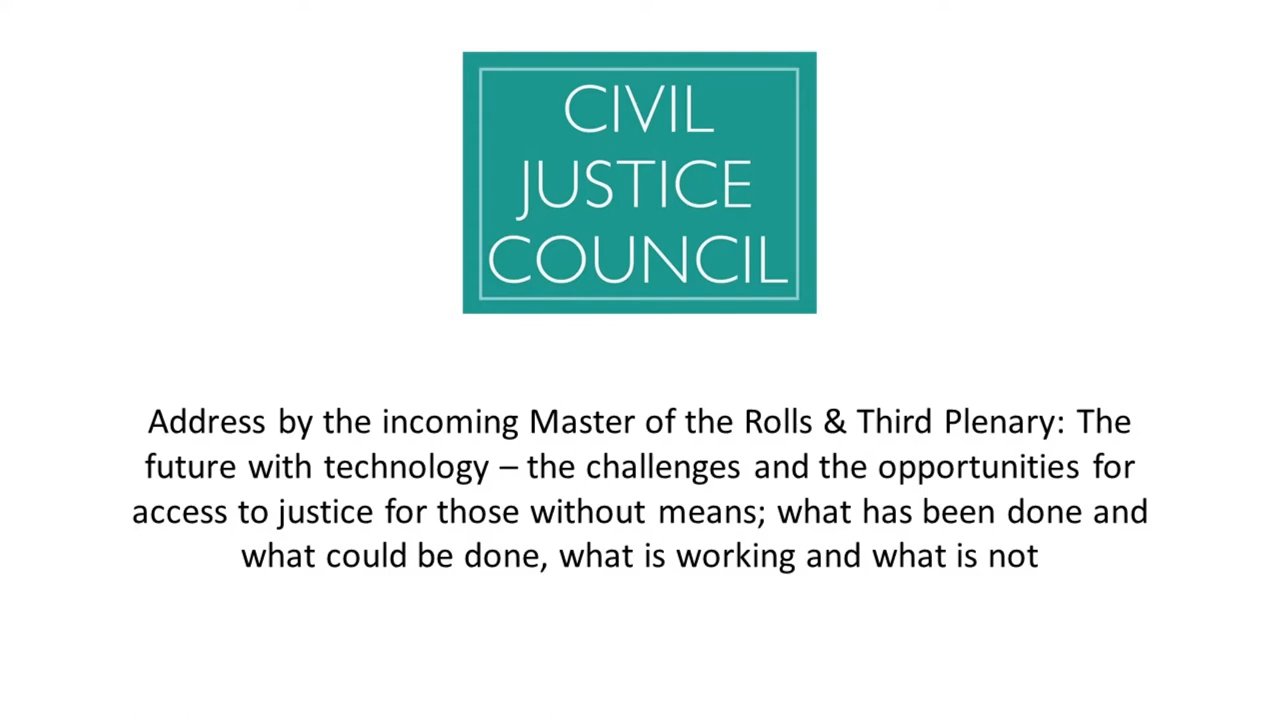 CIVIL
JUSTICE
COUNCIL
Address by the incoming Master of the Rolls & Third Plenary: The
future with technology – the challenges and the opportunities for
access to justice for those without means; what has been done and
what could be done, what is working and what is not